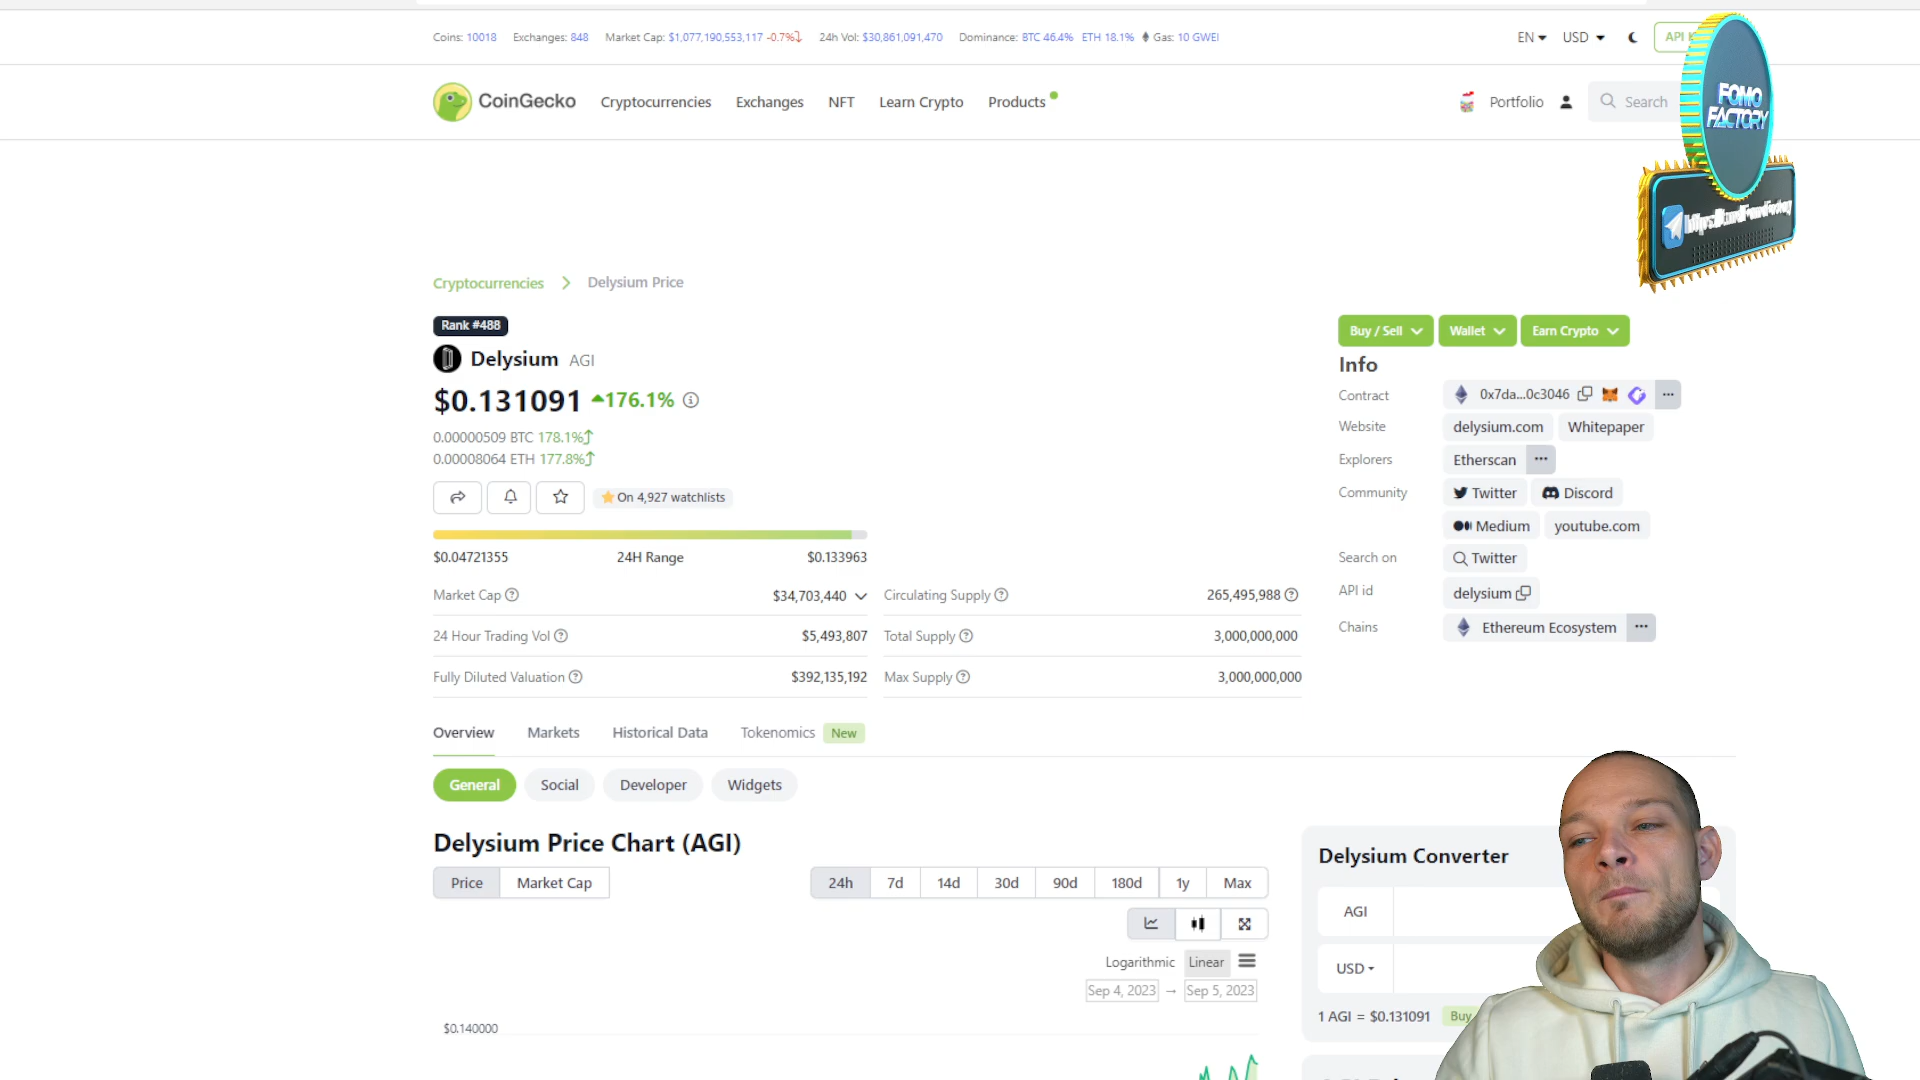 Coins: 10018 Exchanges: 848 Market Cap: $1,077,190,553,117 -0.7% 24h Vol: $30,861,091,470 Dominance: BTC 46.4% ETH 18.1% Gas: 10 GWEI
EN USD API
CoinGecko Cryptocurrencies Exchanges NFT Learn Crypto Products Portfolio Search
FOMO
FACTORY
Cryptocurrencies Delysium Price
Rank #488
Delysium AGI
$0.131091 176.1%
0.00000509 BTC 178.1%
0.00008064 ETH 177.8%
On 4,927 watchlists
$0.04721355 24H Range $0.133963
Market Cap $34,703,440 Circulating Supply 265,495,988
24 Hour Trading Vol $5,493,807 Total Supply 3,000,000,000
Fully Diluted Valuation $392,135,192 Max Supply 3,000,000,000
Buy / Sell Wallet Earn Crypto
Info
Contract 0x7da...0c3046 ...
Website delysium.com Whitepaper
Explorers Etherscan ...
Community Twitter Discord
Medium youtube.com
Search on Twitter
API id delysium
Chains Ethereum Ecosystem ...
Overview Markets Historical Data Tokenomics New
General Social Developer Widgets
Delysium Price Chart (AGI)
Price Market Cap 24h 7d 14d 30d 90d 180d 1y Max
Logarithmic Linear
Sep 4, 2023 → Sep 5, 2023
$0.140000
Delysium Converter
AGI
USD
1 AGI = $0.131091 Buy